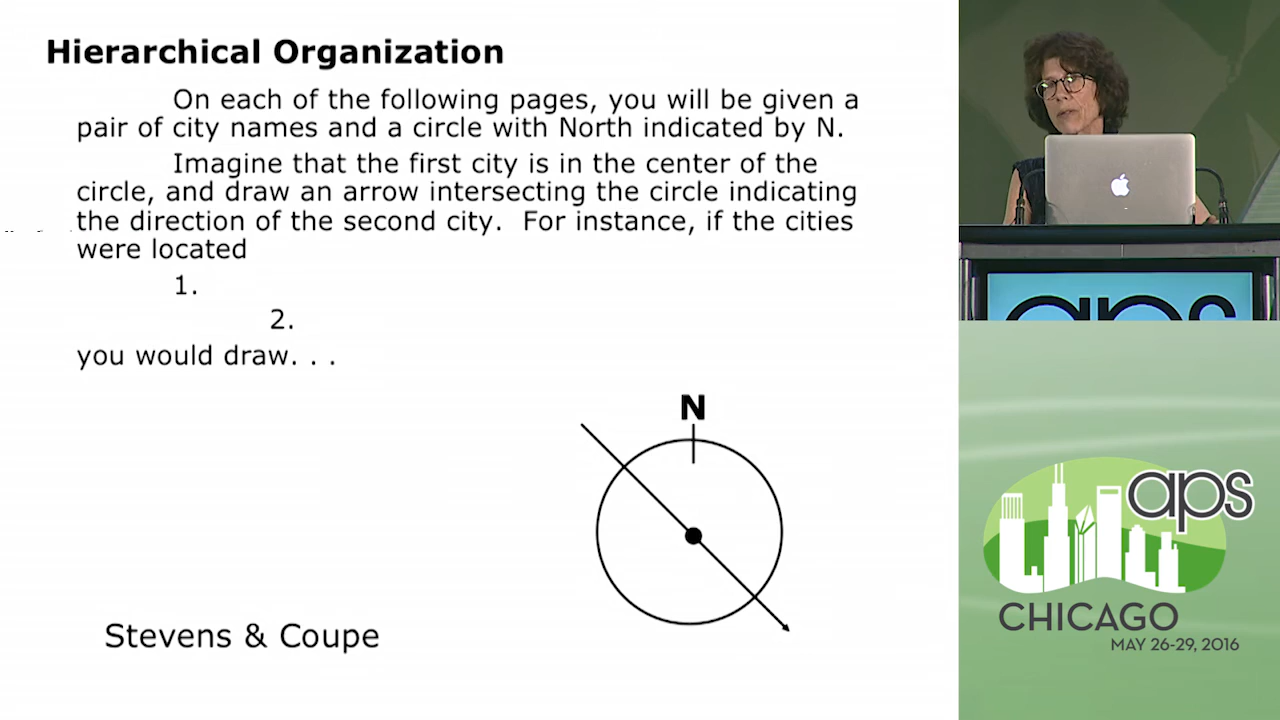 Hierarchical Organization
On each of the following pages, you will be given a
pair of city names and a circle with North indicated by N.
Imagine that the first city is in the center of the
circle, and draw an arrow intersecting the circle indicating
the direction of the second city. For instance, if the cities
were located
1.
2.
you would draw. . .
N
Stevens & Coupe
aps
aps
CHICAGO
MAY 26-29, 2016